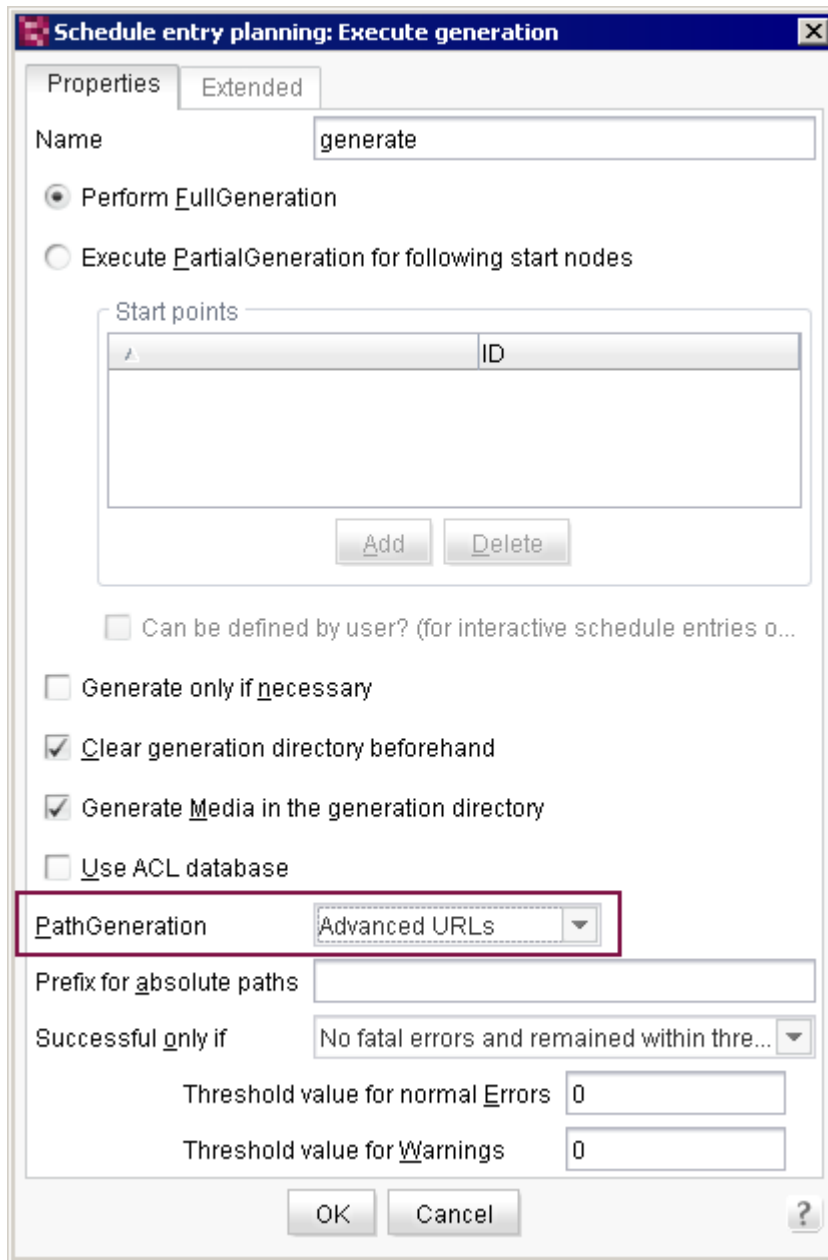 Schedule entry planning: Execute generation
Properties Extended
Name generate
Perform FullGeneration
Execute PartialGeneration for following start nodes
Start points
ID
Add Delete
Can be defined by user? (for interactive schedule entries o...
Generate only if necessary
Clear generation directory beforehand
Generate Media in the generation directory
Use ACL database
PathGeneration Advanced URLs
Prefix for absolute paths
Successful only if No fatal errors and remained within thre...
Threshold value for normal Errors 0
Threshold value for Warnings 0
OK Cancel ?